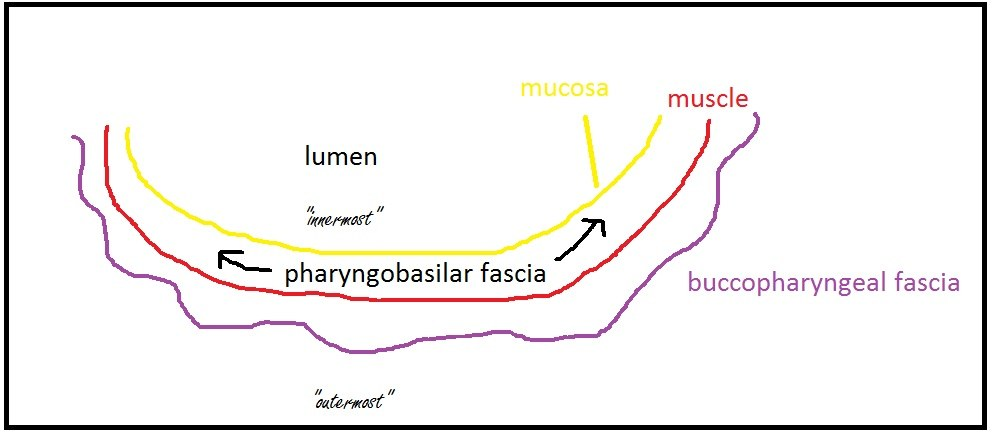 mucosa
muscle
lumen
"innermost"
pharyngobasilar fascia
buccopharyngeal fascia
"outermost"